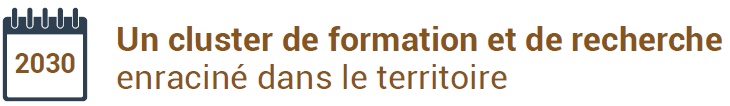 2030
Un cluster de formation et de recherche
enraciné dans le territoire